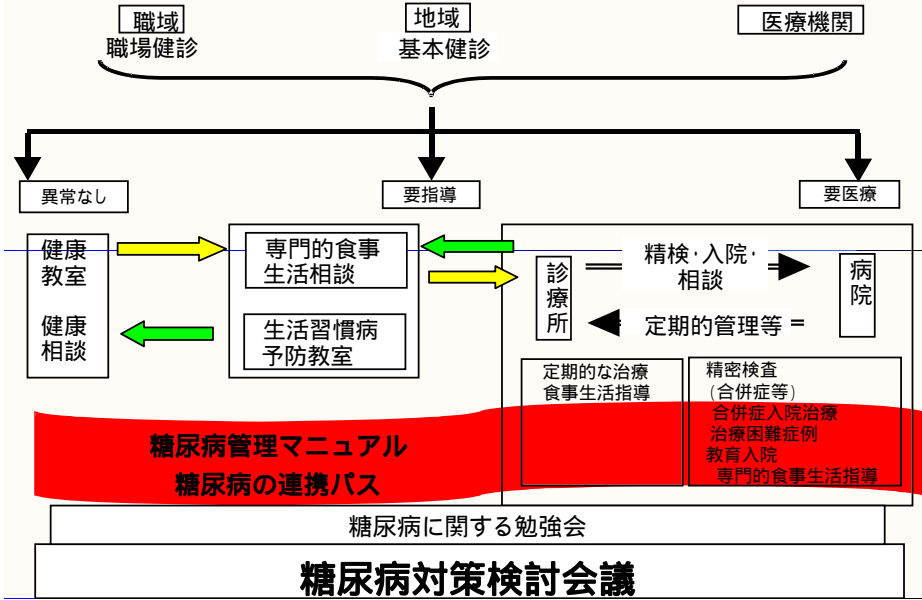 職域
職場健診
地域
基本健診
医療機関
異常なし
要指導
要医療
健康
教室
健康
相談
専門的食事
生活相談
生活習慣病
予防教室
診療所
精検・入院・
相談
定期的管理等
病院
定期的な治療
食事生活指導
精密検査
(合併症等)
合併症入院治療
治療困難症例
教育入院
専門的食事生活指導
糖尿病管理マニュアル
糖尿病の連携パス
糖尿病に関する勉強会
糖尿病対策検討会議